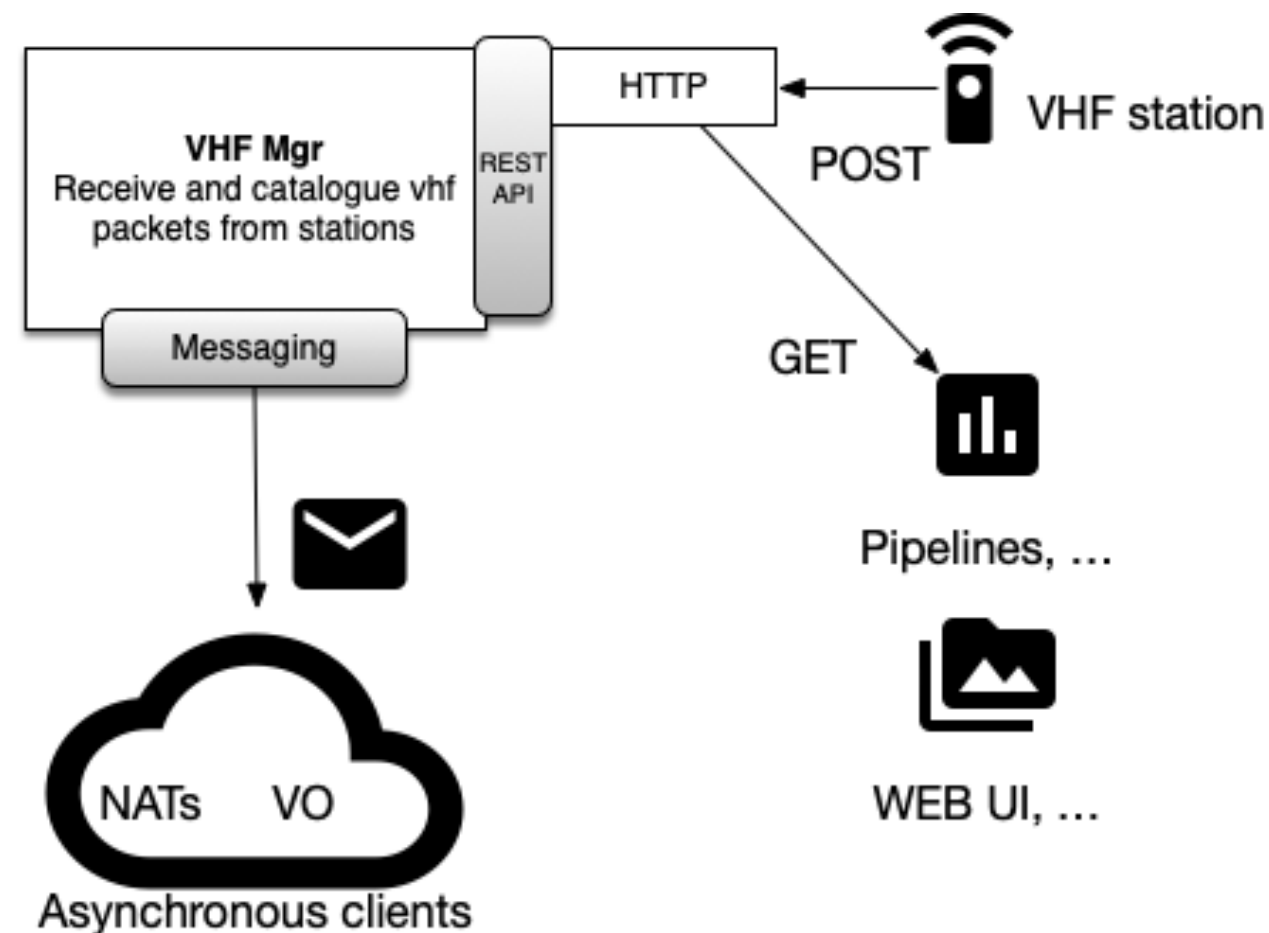 VHF Mgr
Receive and catalogue vhf
packets from stations
REST
API
HTTP
VHF station
POST
GET
Messaging
Pipelines, ...
WEB UI, ...
NATs VO
Asynchronous clients